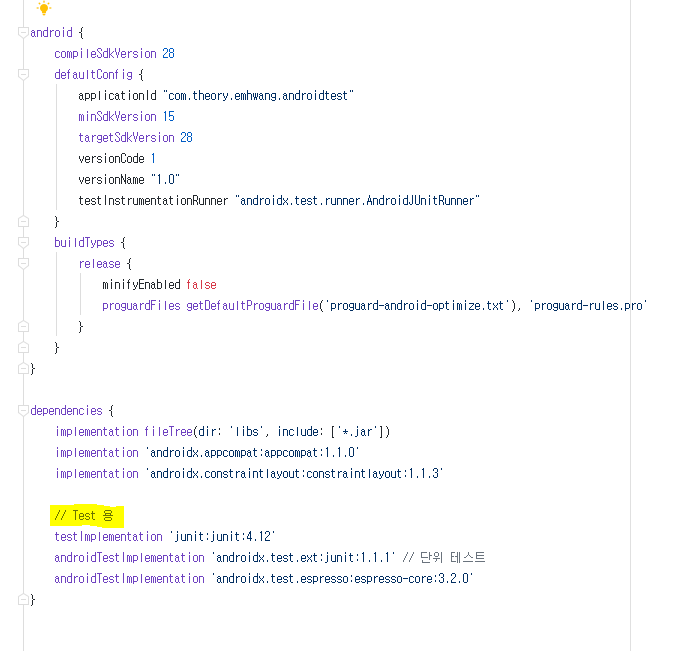 android {
compileSdkVersion 28
defaultConfig {
applicationId "com.theory.emhwang.androidtest"
minSdkVersion 15
targetSdkVersion 28
versionCode 1
versionName "1.0"
testInstrumentationRunner "androidx.test.runner.AndroidJUnitRunner"
}
buildTypes {
release {
minifyEnabled false
proguardFiles getDefaultProguardFile('proguard-android-optimize.txt'), 'proguard-rules.pro'
}
}
}
dependencies {
implementation fileTree(dir: 'libs', include: ['*.jar'])
implementation 'androidx.appcompat:appcompat:1.1.0'
implementation 'androidx.constraintlayout:constraintlayout:1.1.3'
// Test 용
testImplementation 'junit:junit:4.12'
androidTestImplementation 'androidx.test.ext:junit:1.1.1' // 단위 테스트
androidTestImplementation 'androidx.test.espresso:espresso-core:3.2.0'
}